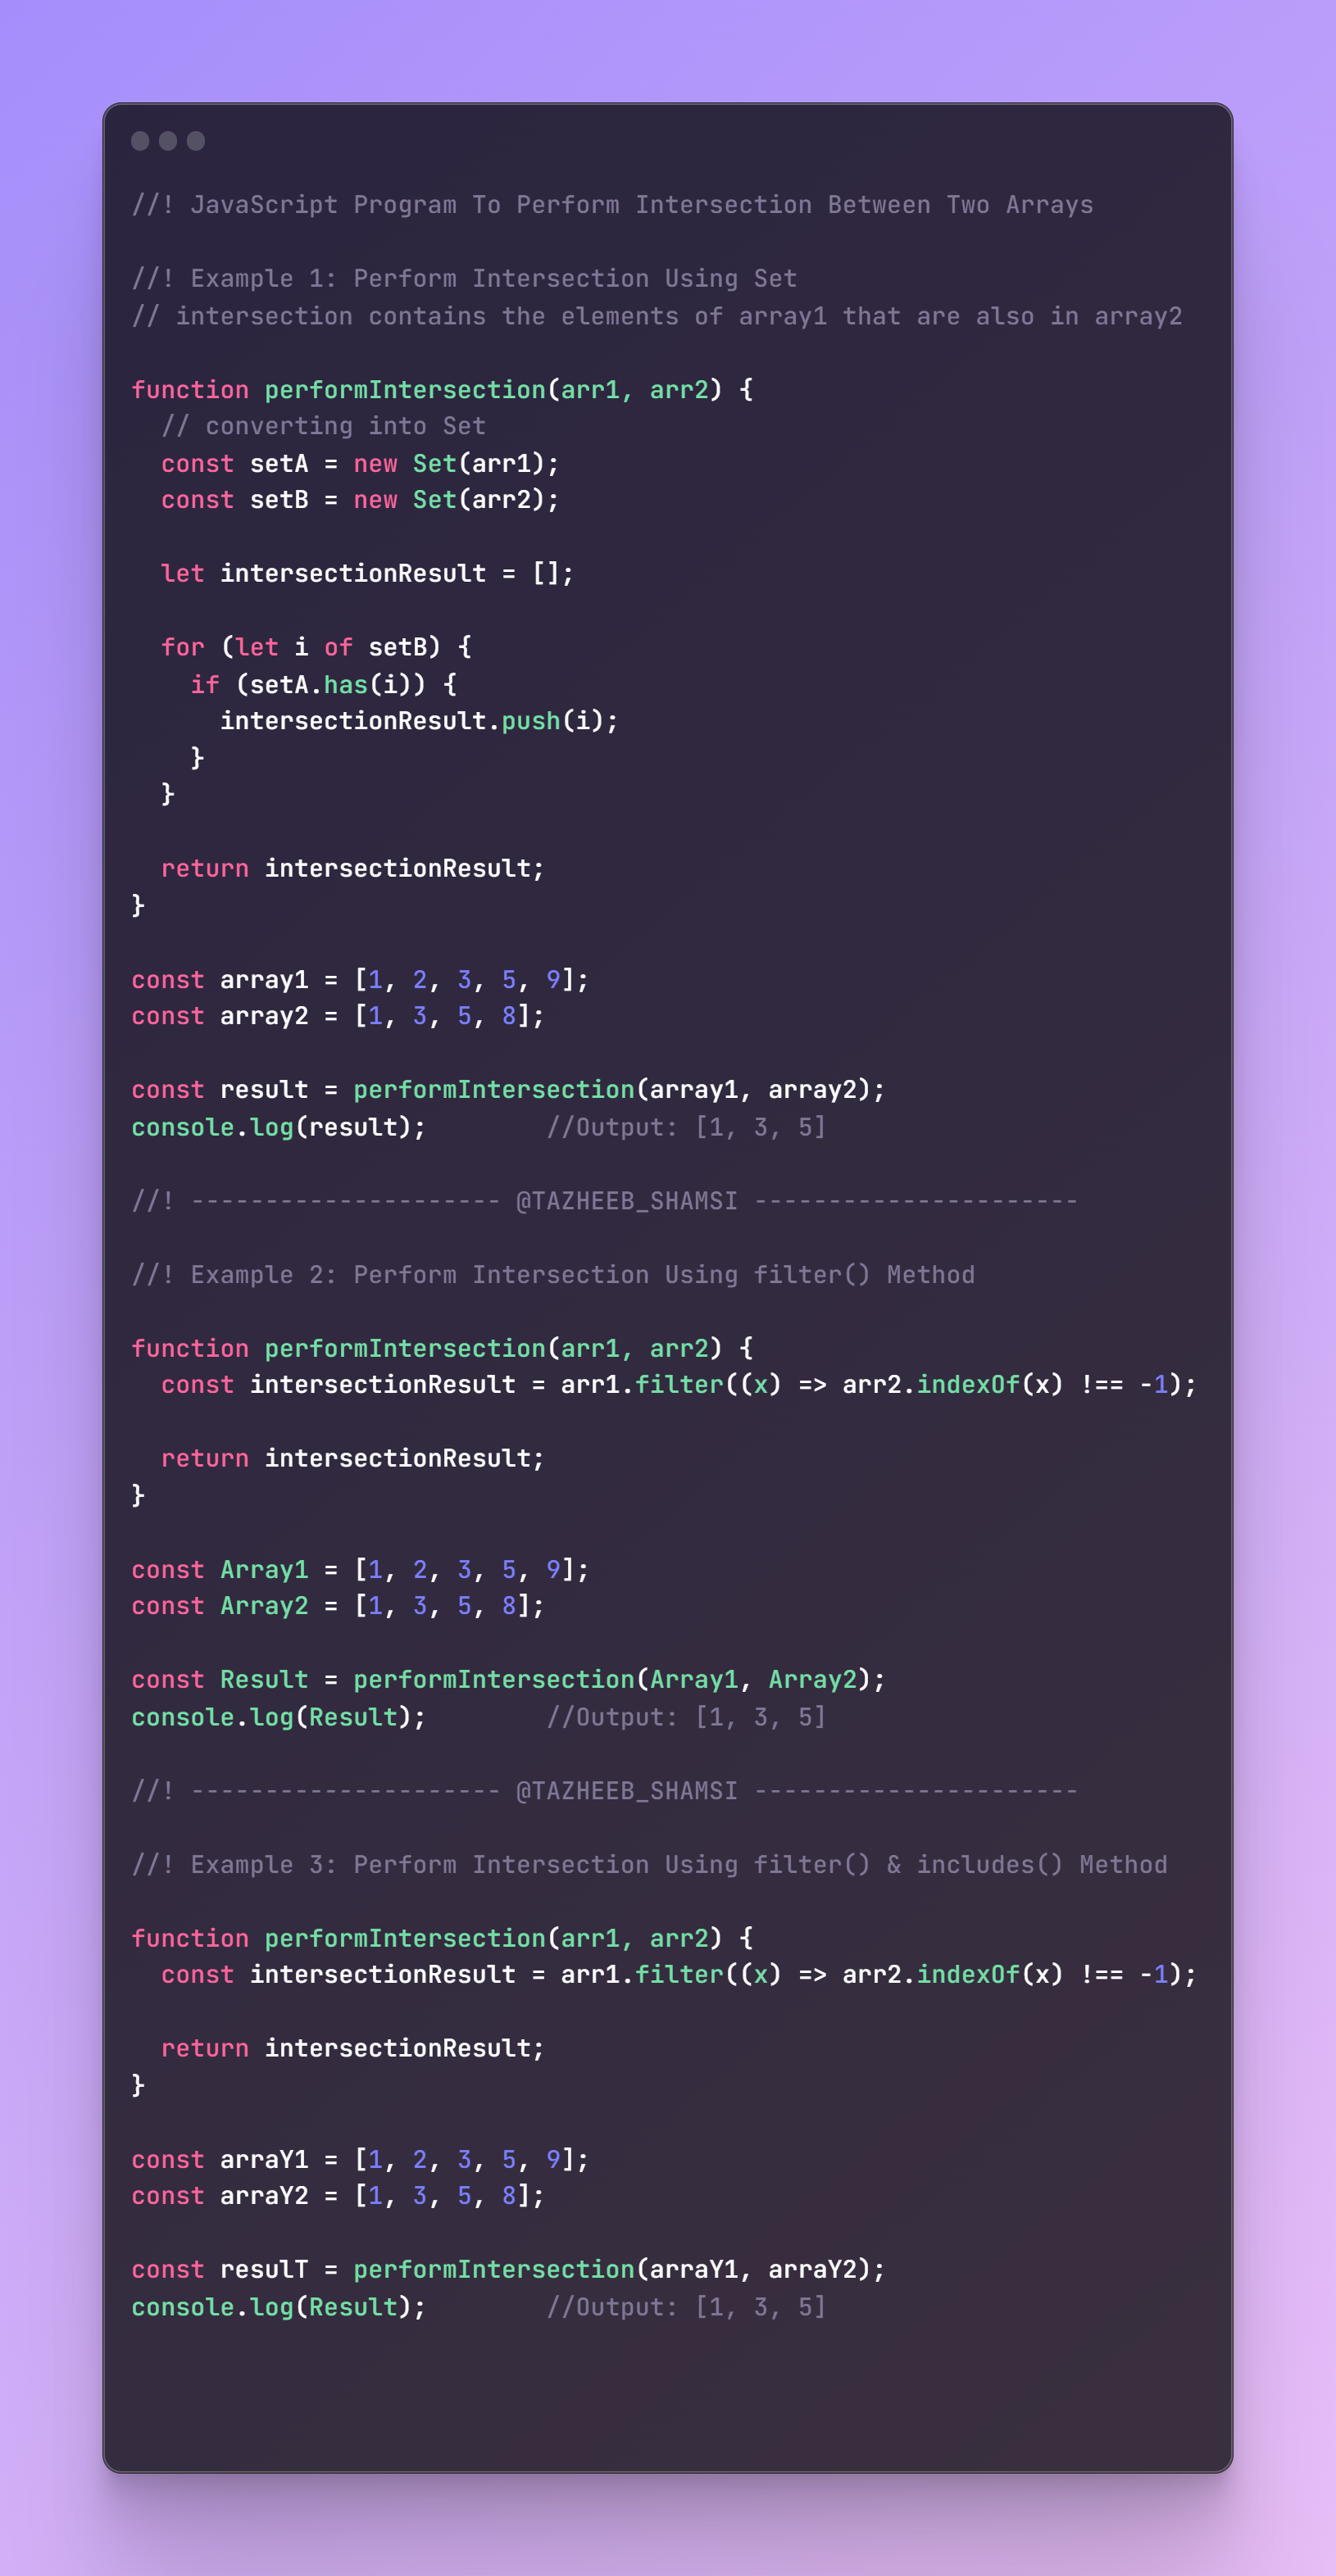 //! JavaScript Program To Perform Intersection Between Two Arrays

//! Example 1: Perform Intersection Using Set
// intersection contains the elements of array1 that are also in array2

function performIntersection(arr1, arr2) {
  // converting into Set
  const setA = new Set(arr1);
  const setB = new Set(arr2);

  let intersectionResult = [];

  for (let i of setB) {
    if (setA.has(i)) {
      intersectionResult.push(i);
    }
  }

  return intersectionResult;
}

const array1 = [1, 2, 3, 5, 9];
const array2 = [1, 3, 5, 8];

const result = performIntersection(array1, array2);
console.log(result);        //Output: [1, 3, 5]

//! --------------------- @TAZHEEB_SHAMSI ----------------------

//! Example 2: Perform Intersection Using filter() Method

function performIntersection(arr1, arr2) {
  const intersectionResult = arr1.filter((x) => arr2.indexOf(x) !== -1);

  return intersectionResult;
}

const Array1 = [1, 2, 3, 5, 9];
const Array2 = [1, 3, 5, 8];

const Result = performIntersection(Array1, Array2);
console.log(Result);        //Output: [1, 3, 5]

//! --------------------- @TAZHEEB_SHAMSI ----------------------

//! Example 3: Perform Intersection Using filter() & includes() Method

function performIntersection(arr1, arr2) {
  const intersectionResult = arr1.filter((x) => arr2.indexOf(x) !== -1);

  return intersectionResult;
}

const arraY1 = [1, 2, 3, 5, 9];
const arraY2 = [1, 3, 5, 8];

const resulT = performIntersection(arraY1, arraY2);
console.log(Result);        //Output: [1, 3, 5]